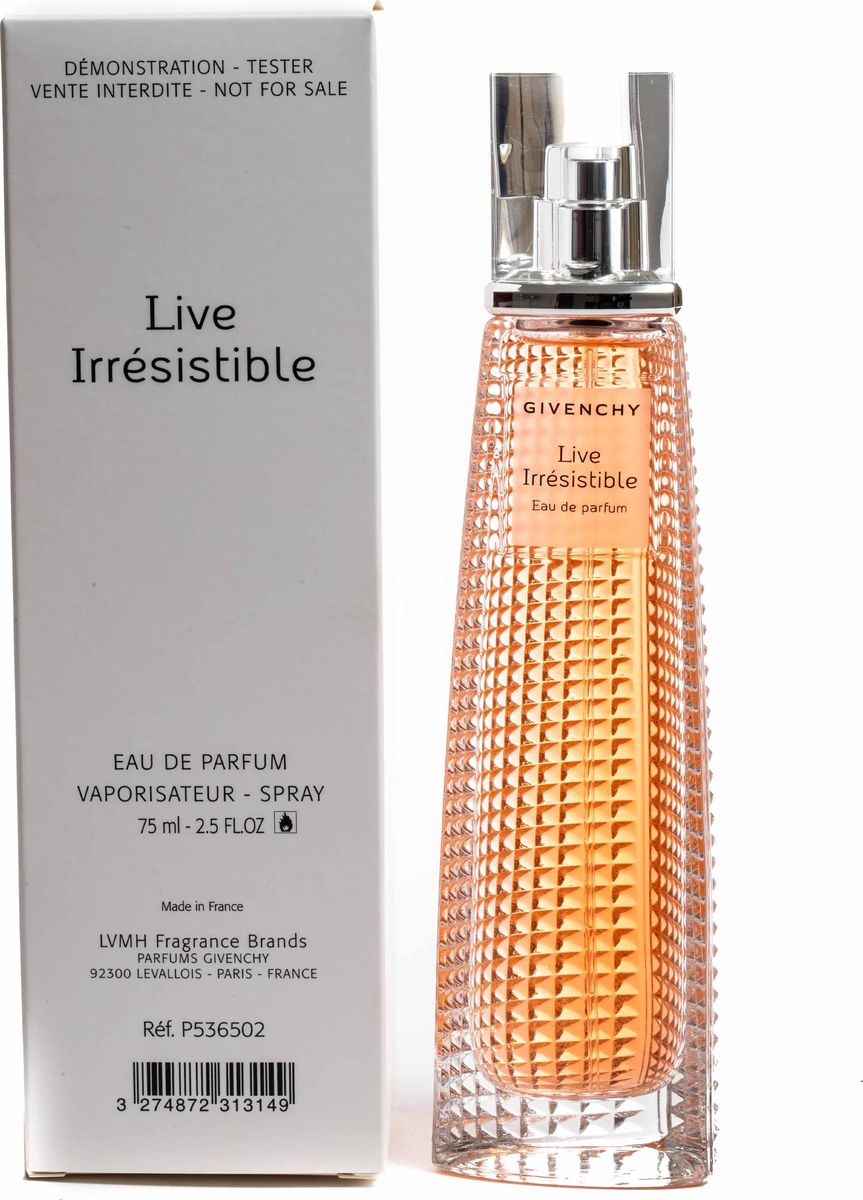 DÉMONSTRATION - TESTER
VENTE INTERDITE - NOT FOR SALE
Live
Irrésistible
EAU DE PARFUM
VAPORISATEUR - SPRAY
75 ml - 2.5 FL.OZ
Made in France
LVMH Fragrance Brands
PARFUMS GIVENCHY
92300 LEVALLOIS - PARIS - FRANCE
Réf. P536502
3 274872 313149
GIVENCHY
Live
Irrésistible
Eau de parfum